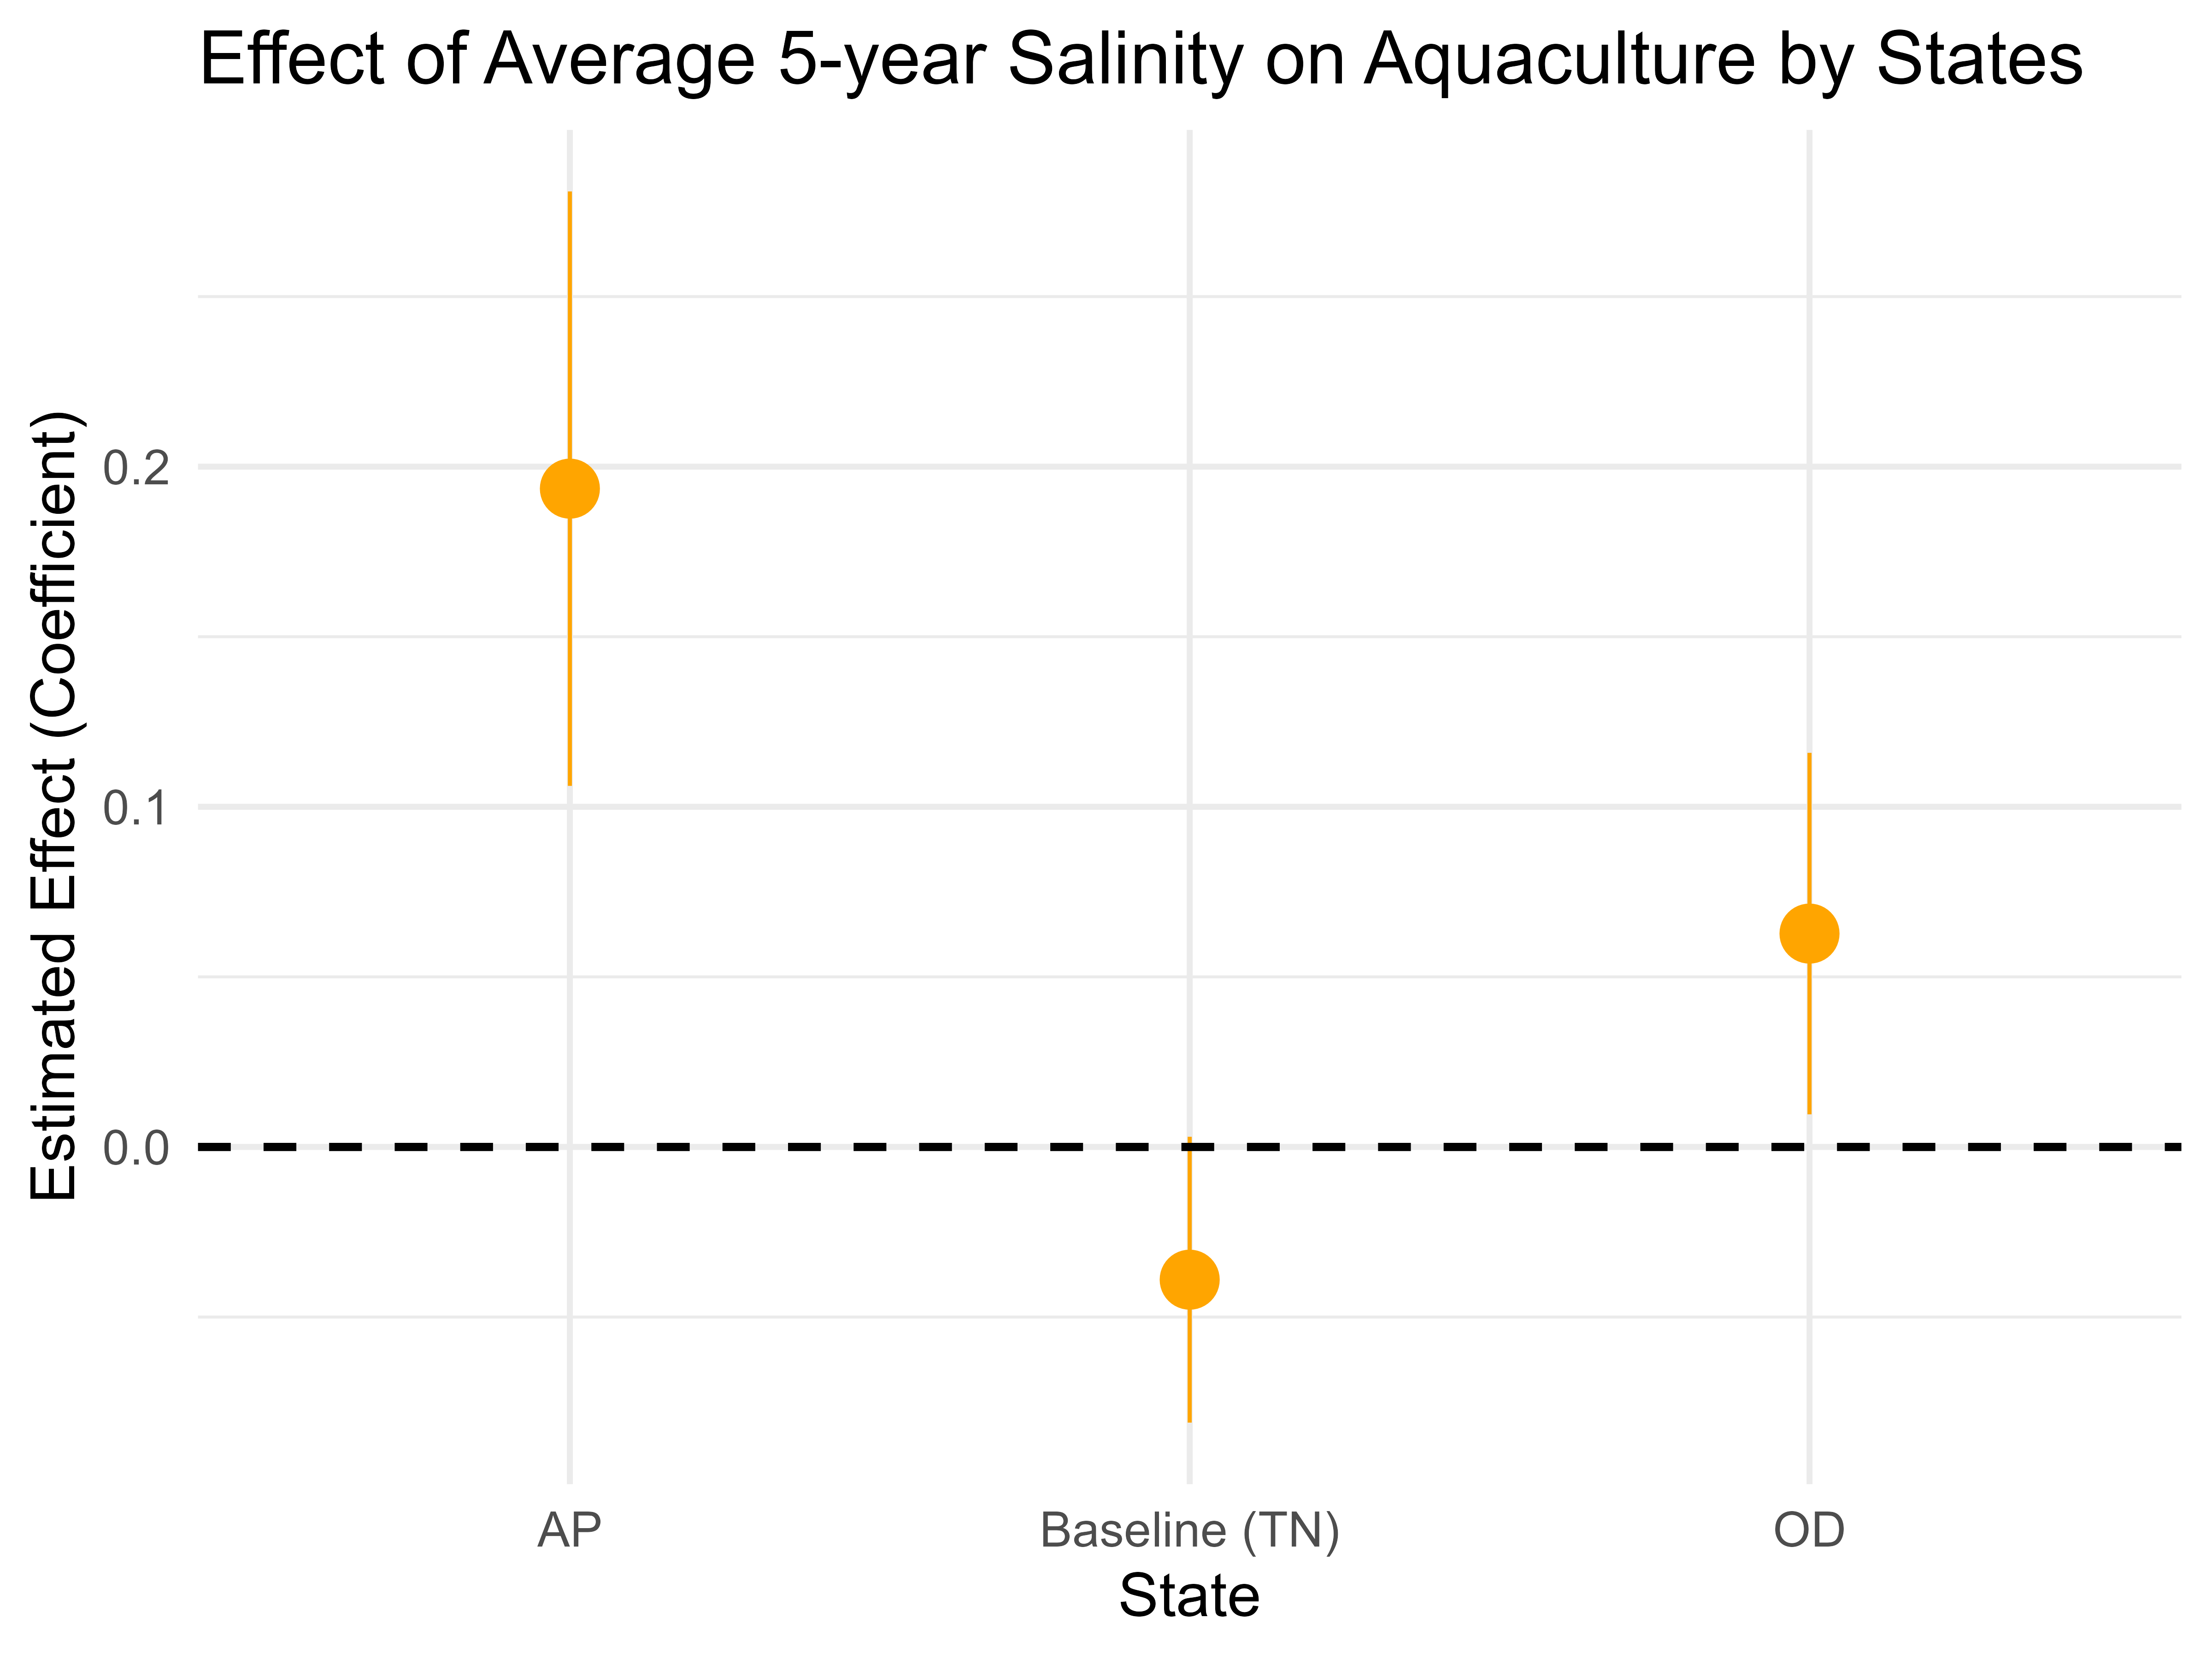 Effect of Average 5-year Salinity on Aquaculture by States
Estimated Effect (Coefficient)
0.2
0.1
0.0
AP
Baseline (TN)
OD
State